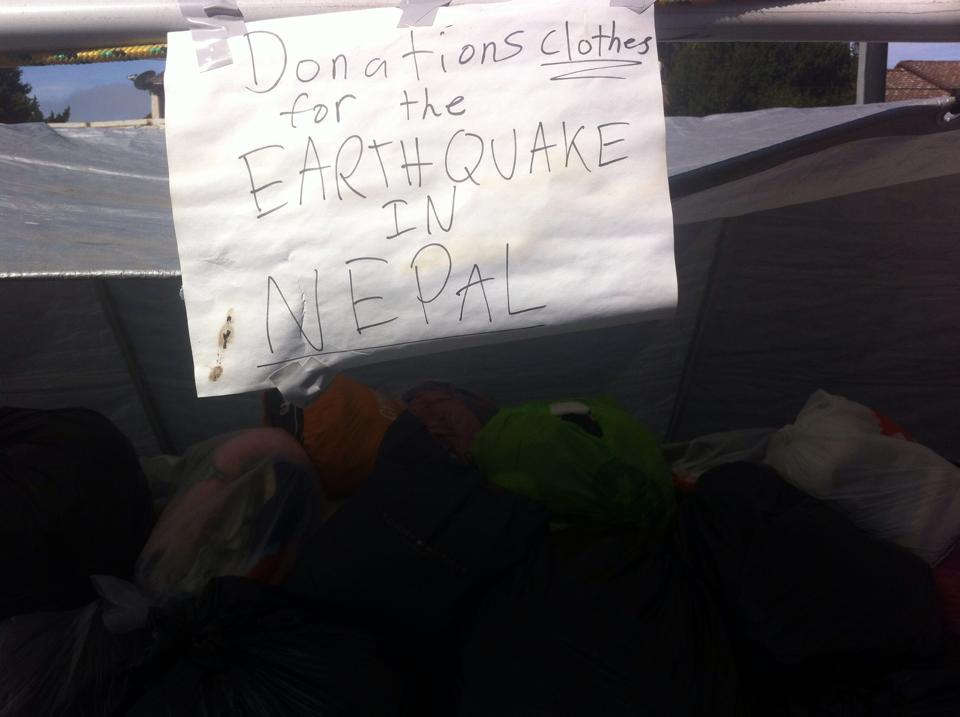 Donations clothes
for the
EARTHQUAKE
IN
NEPAL